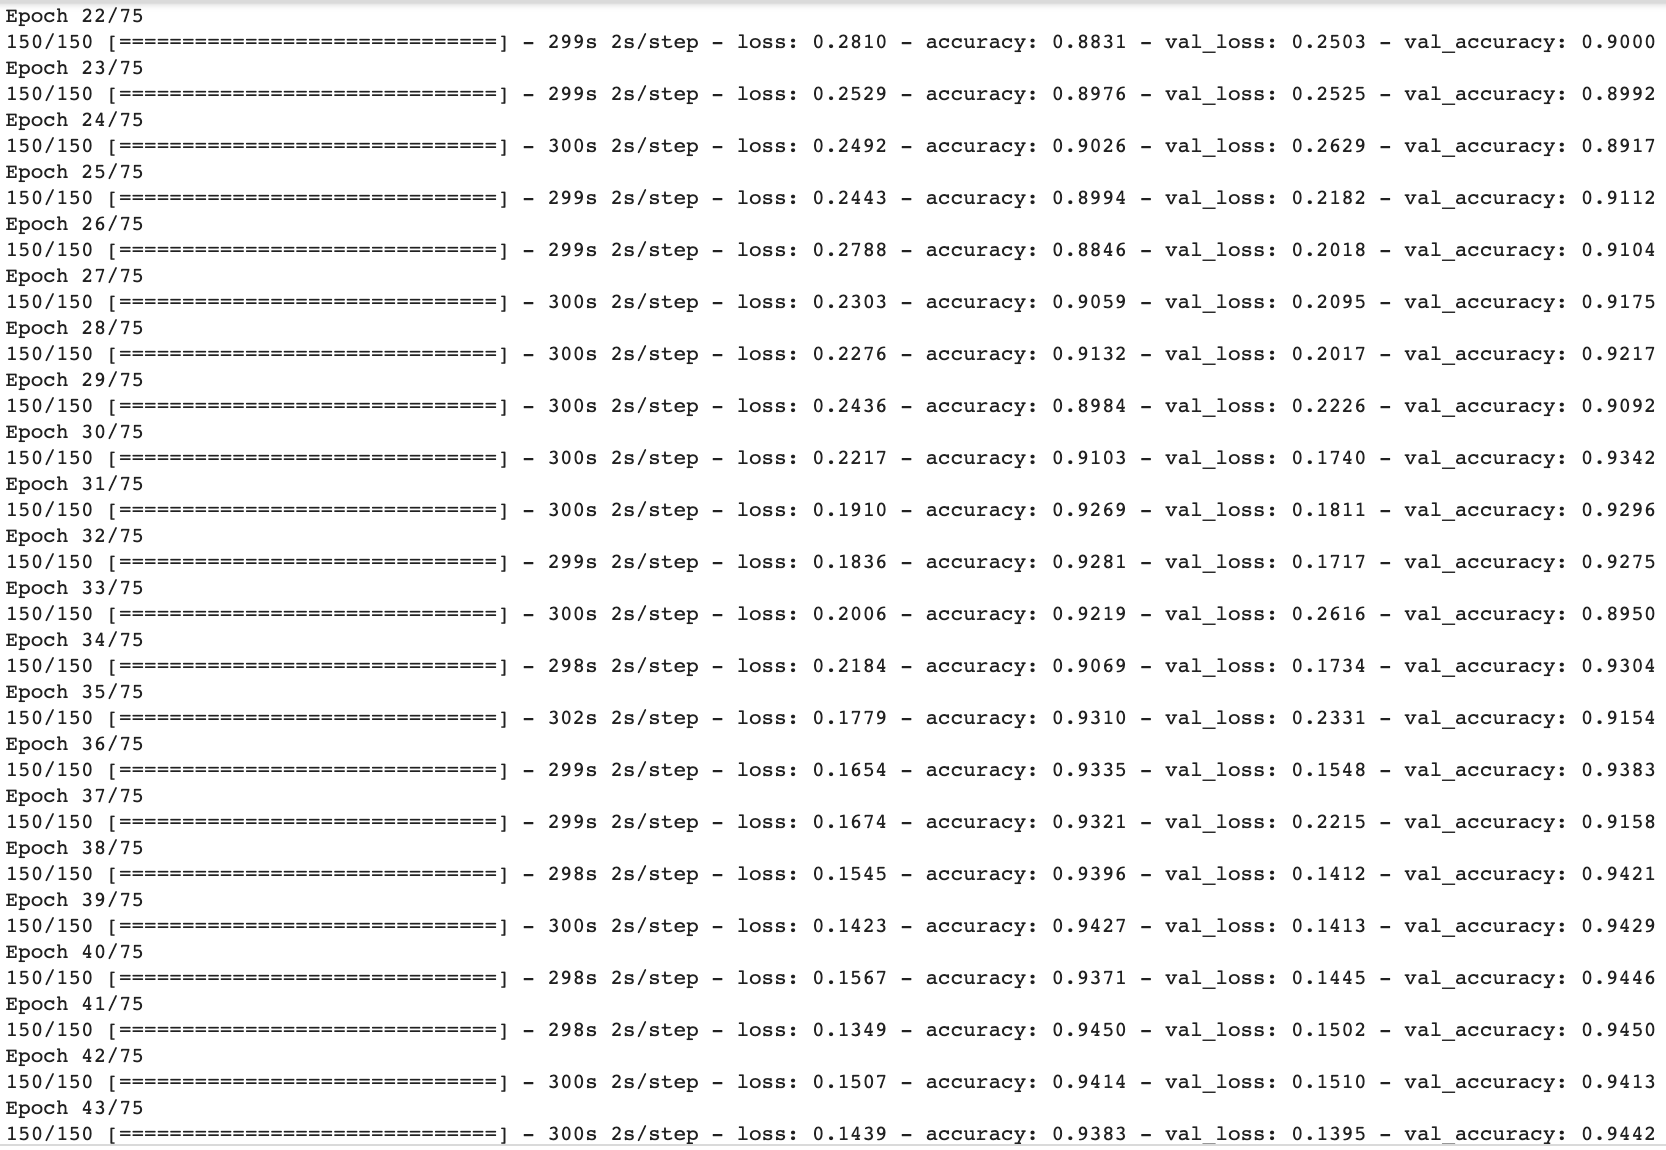 Epoch 22/75
150/150 [==============================] - 299s 2s/step - loss: 0.2810 - accuracy: 0.8831 - val_loss: 0.2503 - val_accuracy: 0.9000
Epoch 23/75
150/150 [==============================] - 299s 2s/step - loss: 0.2529 - accuracy: 0.8976 - val_loss: 0.2525 - val_accuracy: 0.8992
Epoch 24/75
150/150 [==============================] - 300s 2s/step - loss: 0.2492 - accuracy: 0.9026 - val_loss: 0.2629 - val_accuracy: 0.8917
Epoch 25/75
150/150 [==============================] - 299s 2s/step - loss: 0.2443 - accuracy: 0.8994 - val_loss: 0.2182 - val_accuracy: 0.9112
Epoch 26/75
150/150 [==============================] - 299s 2s/step - loss: 0.2788 - accuracy: 0.8846 - val_loss: 0.2018 - val_accuracy: 0.9104
Epoch 27/75
150/150 [==============================] - 300s 2s/step - loss: 0.2303 - accuracy: 0.9059 - val_loss: 0.2095 - val_accuracy: 0.9175
Epoch 28/75
150/150 [==============================] - 300s 2s/step - loss: 0.2276 - accuracy: 0.9132 - val_loss: 0.2017 - val_accuracy: 0.9217
Epoch 29/75
150/150 [==============================] - 300s 2s/step - loss: 0.2436 - accuracy: 0.8984 - val_loss: 0.2226 - val_accuracy: 0.9092
Epoch 30/75
150/150 [==============================] - 300s 2s/step - loss: 0.2217 - accuracy: 0.9103 - val_loss: 0.1740 - val_accuracy: 0.9342
Epoch 31/75
150/150 [==============================] - 300s 2s/step - loss: 0.1910 - accuracy: 0.9269 - val_loss: 0.1811 - val_accuracy: 0.9296
Epoch 32/75
150/150 [==============================] - 299s 2s/step - loss: 0.1836 - accuracy: 0.9281 - val_loss: 0.1717 - val_accuracy: 0.9275
Epoch 33/75
150/150 [==============================] - 300s 2s/step - loss: 0.2006 - accuracy: 0.9219 - val_loss: 0.2616 - val_accuracy: 0.8950
Epoch 34/75
150/150 [==============================] - 298s 2s/step - loss: 0.2184 - accuracy: 0.9069 - val_loss: 0.1734 - val_accuracy: 0.9304
Epoch 35/75
150/150 [==============================] - 302s 2s/step - loss: 0.1779 - accuracy: 0.9310 - val_loss: 0.2331 - val_accuracy: 0.9154
Epoch 36/75
150/150 [==============================] - 299s 2s/step - loss: 0.1654 - accuracy: 0.9335 - val_loss: 0.1548 - val_accuracy: 0.9383
Epoch 37/75
150/150 [==============================] - 299s 2s/step - loss: 0.1674 - accuracy: 0.9321 - val_loss: 0.2215 - val_accuracy: 0.9158
Epoch 38/75
150/150 [==============================] - 298s 2s/step - loss: 0.1545 - accuracy: 0.9396 - val_loss: 0.1412 - val_accuracy: 0.9421
Epoch 39/75
150/150 [==============================] - 300s 2s/step - loss: 0.1423 - accuracy: 0.9427 - val_loss: 0.1413 - val_accuracy: 0.9429
Epoch 40/75
150/150 [==============================] - 298s 2s/step - loss: 0.1567 - accuracy: 0.9371 - val_loss: 0.1445 - val_accuracy: 0.9446
Epoch 41/75
150/150 [==============================] - 298s 2s/step - loss: 0.1349 - accuracy: 0.9450 - val_loss: 0.1502 - val_accuracy: 0.9450
Epoch 42/75
150/150 [==============================] - 300s 2s/step - loss: 0.1507 - accuracy: 0.9414 - val_loss: 0.1510 - val_accuracy: 0.9413
Epoch 43/75
150/150 [==============================] - 300s 2s/step - loss: 0.1439 - accuracy: 0.9383 - val_loss: 0.1395 - val_accuracy: 0.9442